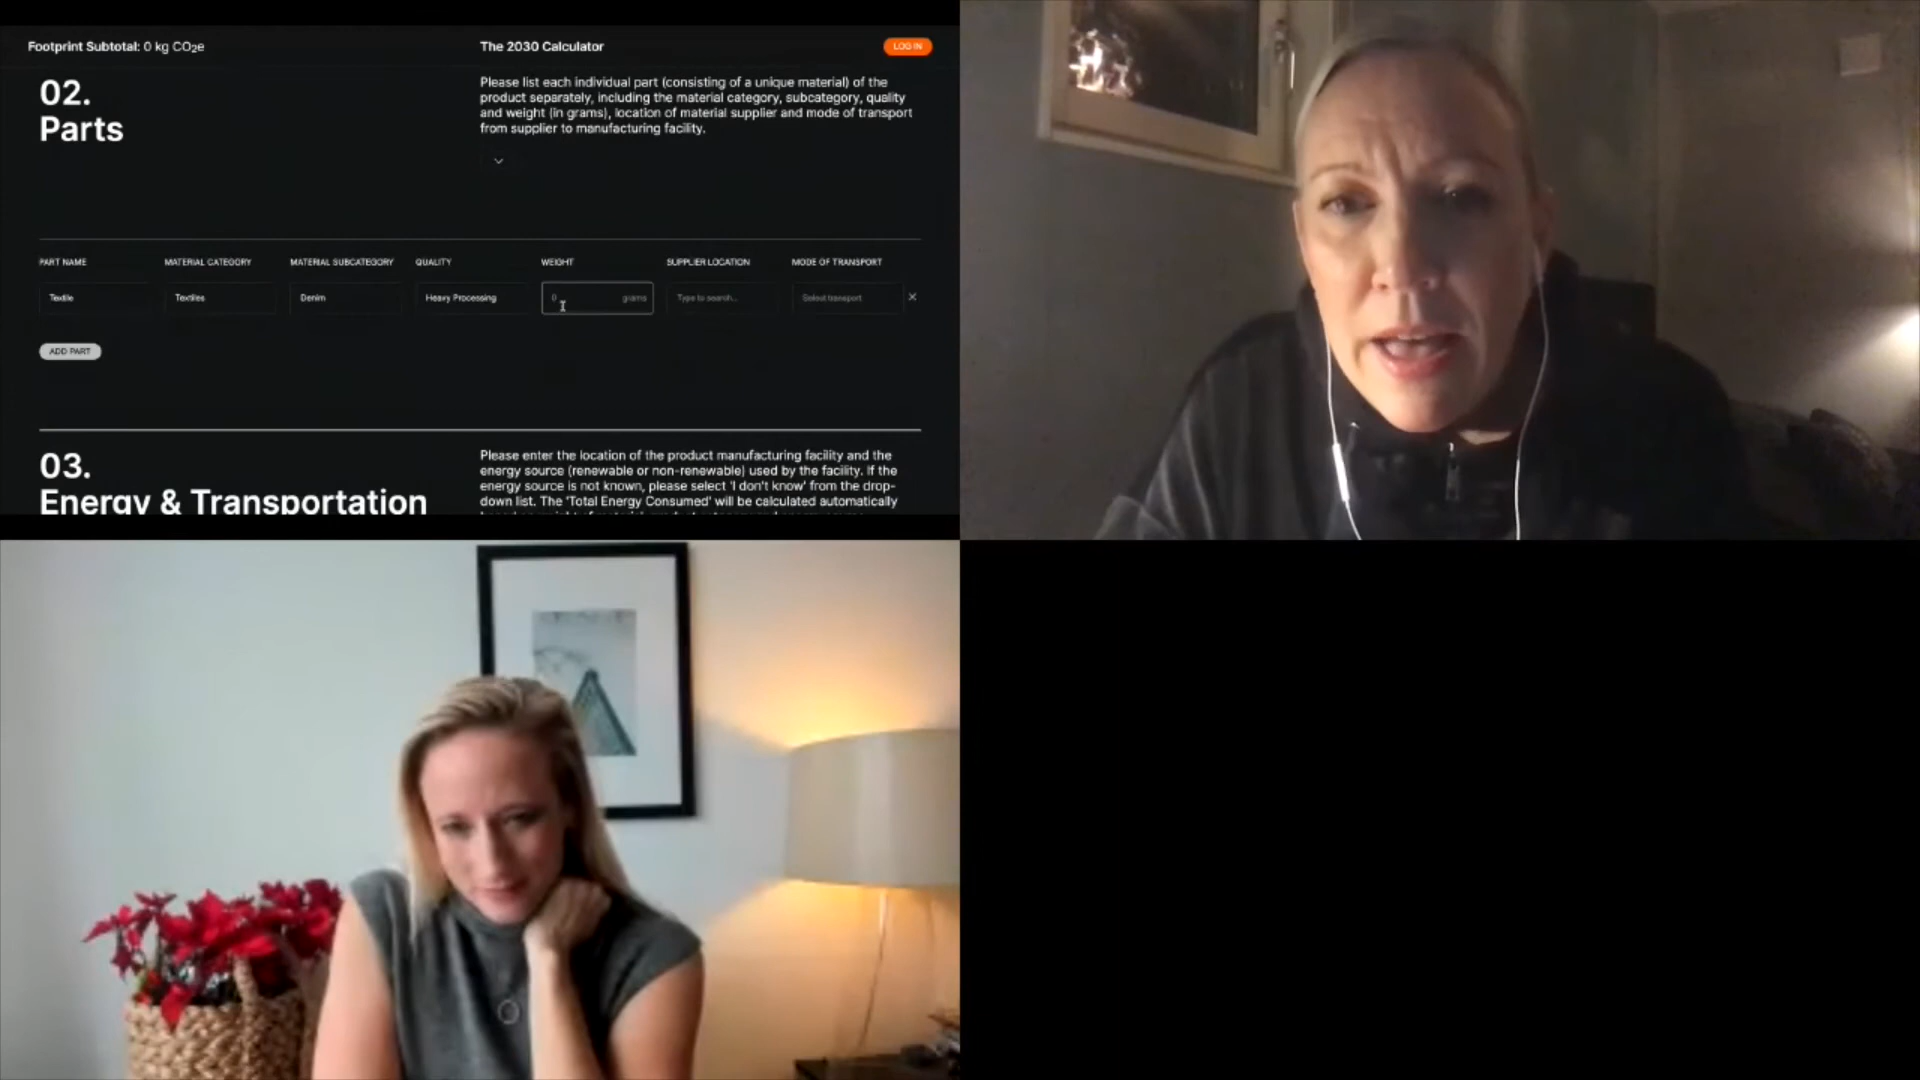 Footprint Subtotal: 0 kg CO2e
The 2030 Calculator
LOG IN
02.
Parts
Please list each individual part (consisting of a unique material) of the
product separately, including the material category, subcategory, quality
and weight (in grams), location of material supplier and mode of transport
from supplier to manufacturing facility.
PART NAME
MATERIAL CATEGORY
MATERIAL SUBCATEGORY
QUALITY
WEIGHT
SUPPLIER LOCATION
MODE OF TRANSPORT
Textile
Textiles
Denim
Heavy Processing
0
grams
Type to search...
Select transport
ADD PART
03.
Energy & Transportation
Please enter the location of the product manufacturing facility and the
energy source (renewable or non-renewable) used by the facility. If the
energy source is not known, please select 'I don't know' from the drop-
down list. The 'Total Energy Consumed' will be calculated automatically